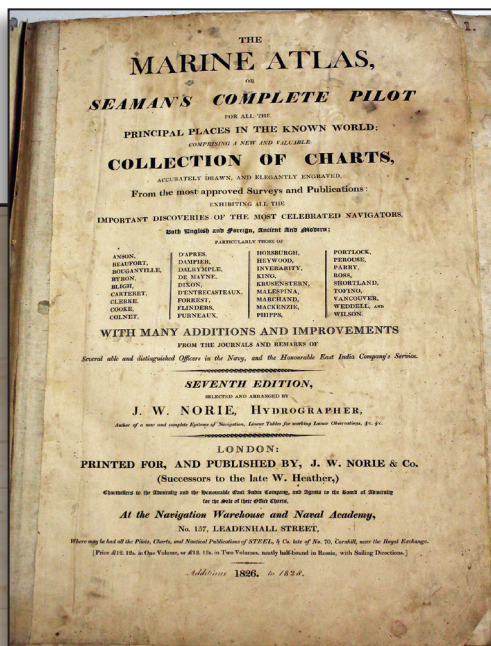 THE
MARINE ATLAS,
OR
SEAMAN'S COMPLETE PILOT
FOR ALL THE
PRINCIPAL PLACES IN THE KNOWN WORLD:
COMPRISING A NEW AND VALUABLE
COLLECTION OF CHARTS,
ACCURATELY DRAWN, AND ELEGANTLY ENGRAVED,
From the most approved Surveys and Publications:
EXHIBITING ALL THE
IMPORTANT DISCOVERIES OF THE MOST CELEBRATED NAVIGATORS,
Both English and Foreign, Ancient And Modern;
PARTICULARLY THOSE OF
ANSON,
BEAUFORT,
BOUGANVILLE,
BYRON,
BLIGH,
CARTERET,
CLERKE,
COOKE,
COLNET,
D'APRES,
DAMPIER,
DALRYMPLE,
DE MAYNE,
DIXON,
D'ENTRECASTEAUX,
FORREST,
FLINDERS,
FURNEAUX,
HORSBURGH,
HEYWOOD,
INVERARITY,
KING,
KRUSENSTERN,
MALESPINA,
MARCHAND,
MACKENZIE,
PHIPPS,
PORTLOCK,
PEROUSE,
PARRY,
ROSS,
SHORTLAND,
TOFINO,
VANCOUVER,
WEDDELL, AND
WILSON.
WITH MANY ADDITIONS AND IMPROVEMENTS
FROM THE JOURNALS AND REMARKS OF
Several able and distinguished Officers in the Navy, and the Honourable East India Company's Service.
SEVENTH EDITION,
SELECTED AND ARRANGED BY
J. W. NORIE, HYDROGRAPHER,
Author of a new and complete Epitome of Navigation, Linear Tables for working Lunar Observations, &c. &c.
LONDON:
PRINTED FOR, AND PUBLISHED BY, J. W. NORIE & Co.
(Successors to the late W. Heather,)
Chartsellers to the Admiralty and the Honourable East India Company, and Agents to the Board of Admiralty
for the Sale of their Office Charts,
At the Navigation Warehouse and Naval Academy,
No. 157, LEADENHALL STREET,
Where may be had all the Pilots, Charts, and Nautical Publications of STEEL, & Co. late of No. 70, Cornhill, near the Royal Exchange.
[Price £12. 12s. in One Volume, or £13. 13s. in Two Volumes, neatly half-bound in Russia, with Sailing Directions.]
Additions 1826. to 1828.
1.